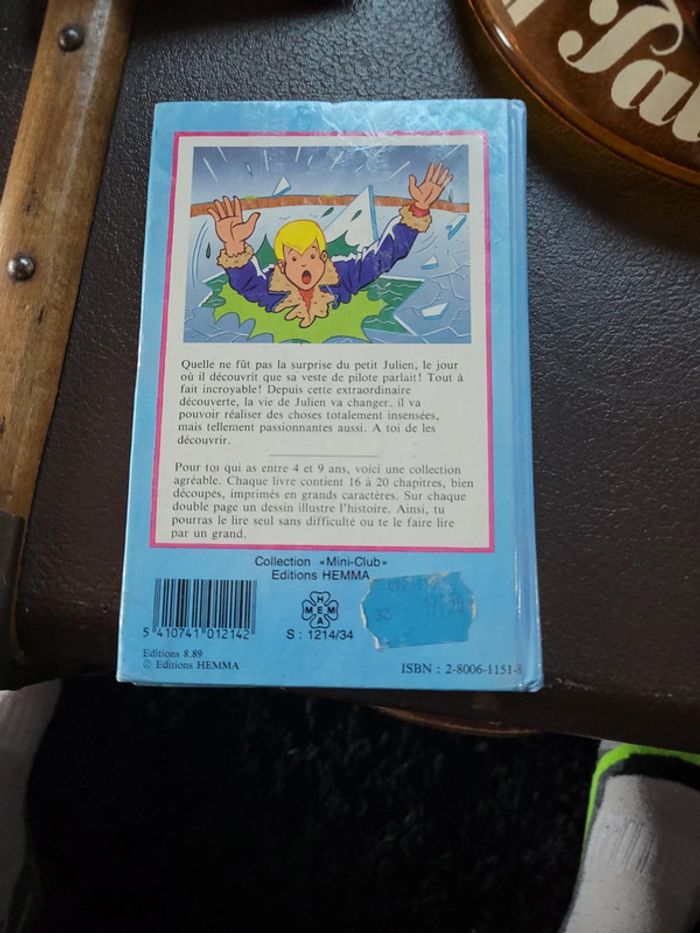 Quelle ne fût pas la surprise du petit Julien, le jour
où il découvrit que sa veste de pilote parlait! Tout à
fait incroyable! Depuis cette extraordinaire
découverte, la vie de Julien va changer. il va
pouvoir réaliser des choses totalement insensées,
mais tellement passionnantes aussi. A toi de les
découvrir.
Pour toi qui as entre 4 et 9 ans, voici une collection
agréable. Chaque livre contient 16 à 20 chapitres, bien
découpés, imprimés en grands caractères. Sur chaque
double page un dessin illustre l'histoire. Ainsi, tu
pourras le lire seul sans difficulté ou te le faire lire
par un grand.
Collection «Mini-Club»
Editions HEMMA
HEMMA
5 410741 012142
S : 1214/34
Editions 8.89
© Editions HEMMA
ISBN : 2-8006-1151-8